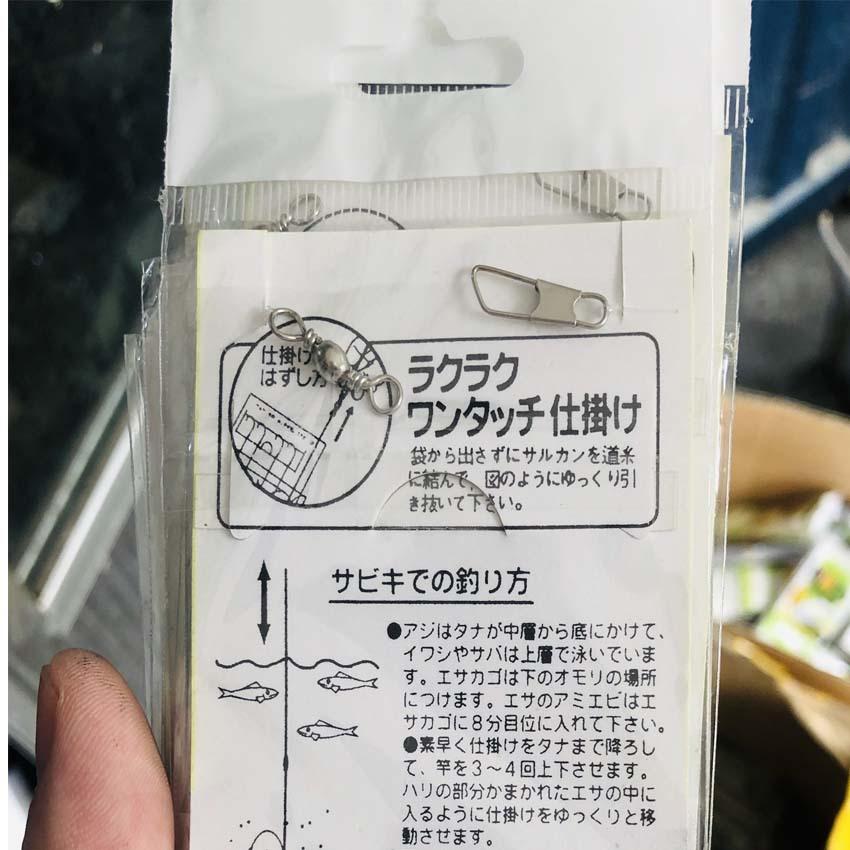 仕掛け
はずし方
ラクラク
ワンタッチ仕掛け
袋から出さずにサルカンを道糸
に結んで、図のようにゆっくり引
き抜いて下さい。
サビキでの釣り方
●アジはタナが中層から底にかけて、
イワシやサバは上層で泳いでいま
す。エサカゴは下のオモリの場所
につけます。エサのアミエビはエ
サカゴに8分目位に入れて下さい。
●素早く仕掛けをタナまで降ろし
て、竿を3〜4回上下させます。
ハリの部分がまかれたエサの中に
入るように仕掛けをゆっくりと移
動させます。